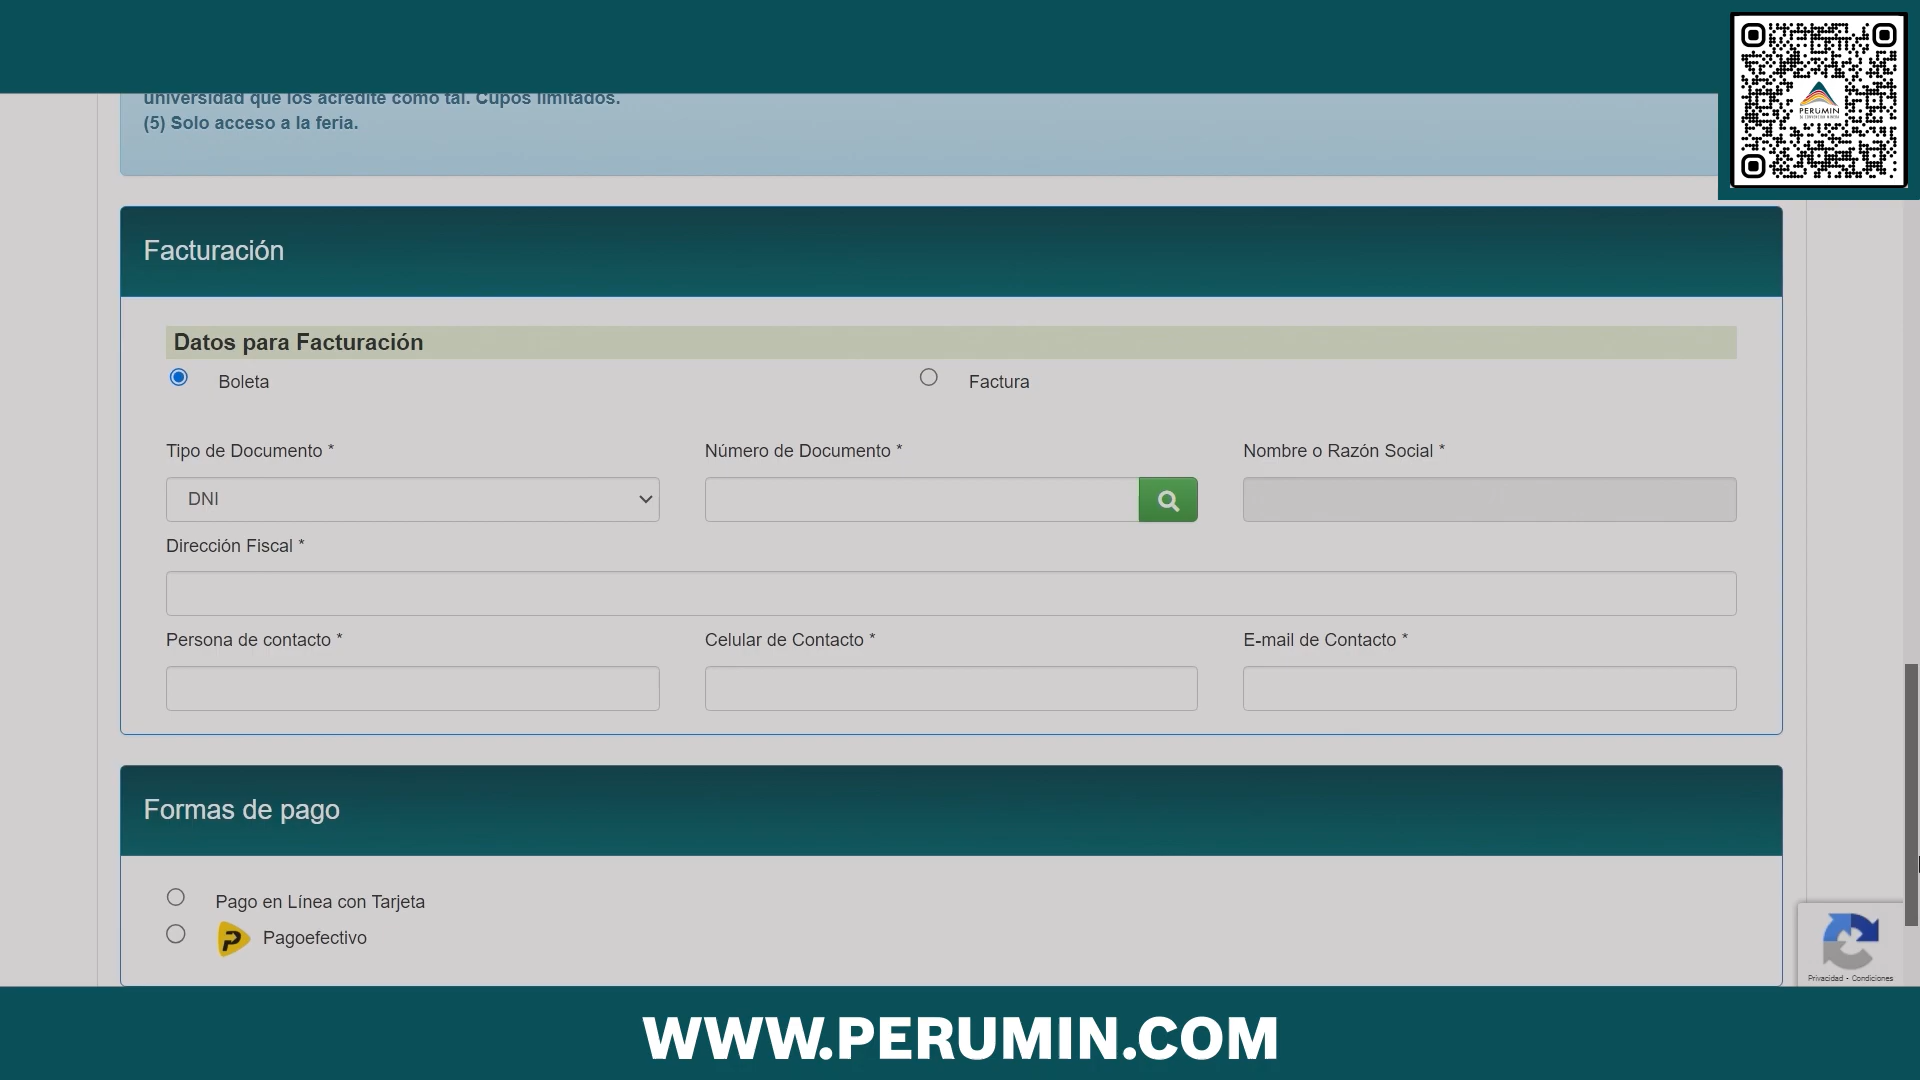 universidad que los acredite como tal. Cupos limitados.
(5) Solo acceso a la feria.
PERUMIN
Facturación
Datos para Facturación
Boleta
Factura
Tipo de Documento *
Número de Documento *
Nombre o Razón Social *
DNI
Dirección Fiscal *
Persona de contacto *
Celular de Contacto *
E-mail de Contacto *
Formas de pago
Pago en Línea con Tarjeta
Pagoefectivo
Privacidad - Condiciones
WWW.PERUMIN.COM